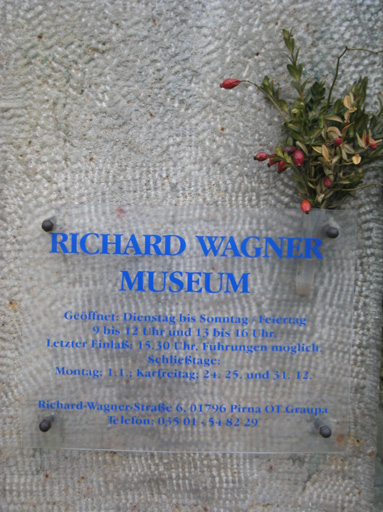 RICHARD WAGNER
MUSEUM
Geöffnet: Dienstag bis Sonntag / Feiertag
9 bis 12 Uhr und 13 bis 16 Uhr,
Letzter Einlaß: 15.30 Uhr, Führungen möglich.
Schließtage:
Montag; 1.1.; Karfreitag; 24. 25. und 31. 12.
Richard-Wagner-Straße 6, 01796 Pirna OT Graupa
Telefon: 035 01 - 54 82 29